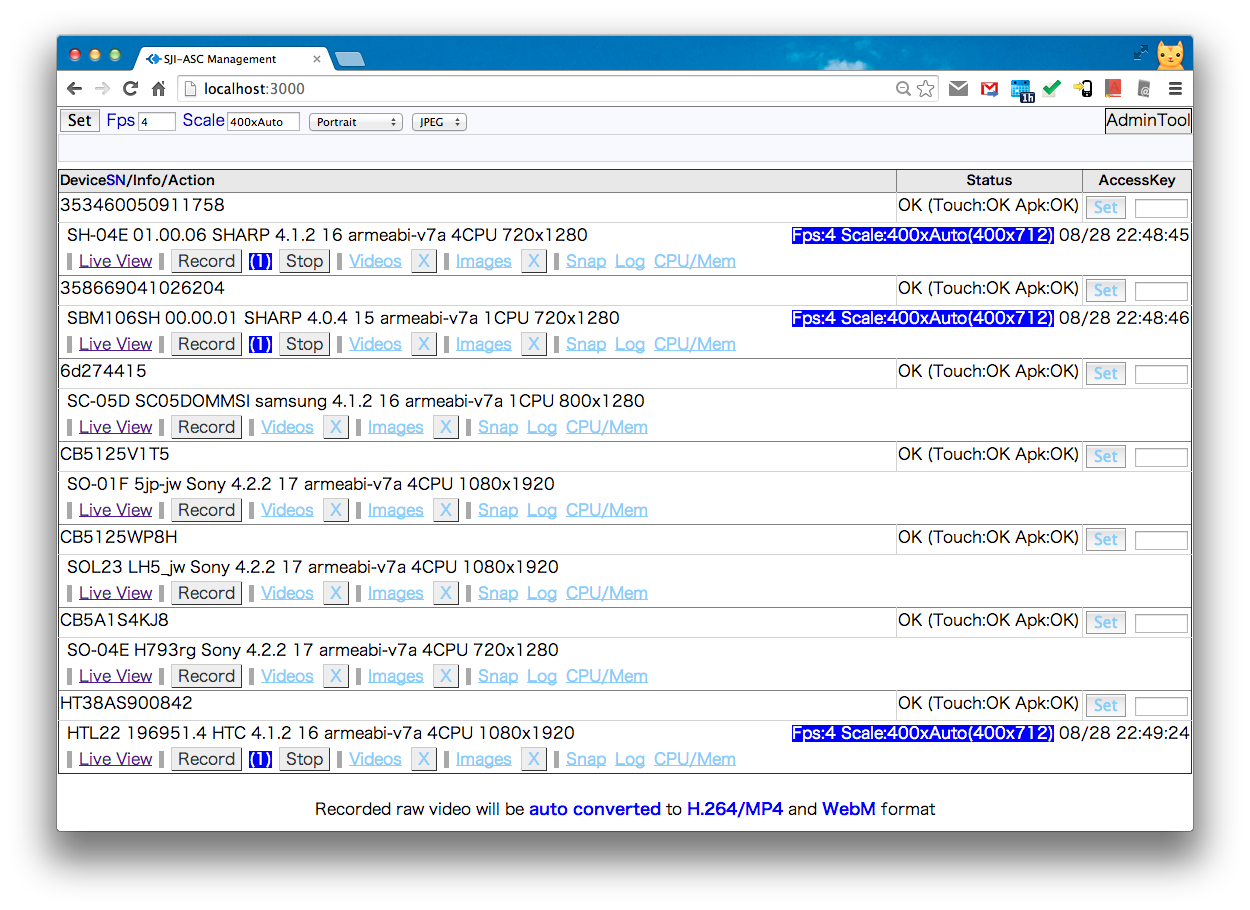 SJI-ASC Management
localhost:3000
1h
Set Fps 4 Scale 400xAuto Portrait JPEG AdminTool
DeviceSN/Info/Action Status AccessKey
353460050911758 OK (Touch:OK Apk:OK) Set
SH-04E 01.00.06 SHARP 4.1.2 16 armeabi-v7a 4CPU 720x1280 Fps:4 Scale:400xAuto(400x712) 08/28 22:48:45
Live View Record (1) Stop Videos X Images X Snap Log CPU/Mem
358669041026204 OK (Touch:OK Apk:OK) Set
SBM106SH 00.00.01 SHARP 4.0.4 15 armeabi-v7a 1CPU 720x1280 Fps:4 Scale:400xAuto(400x712) 08/28 22:48:46
Live View Record (1) Stop Videos X Images X Snap Log CPU/Mem
6d274415 OK (Touch:OK Apk:OK) Set
SC-05D SC05DOMMSI samsung 4.1.2 16 armeabi-v7a 1CPU 800x1280
Live View Record Videos X Images X Snap Log CPU/Mem
CB5125V1T5 OK (Touch:OK Apk:OK) Set
SO-01F 5jp-jw Sony 4.2.2 17 armeabi-v7a 4CPU 1080x1920
Live View Record Videos X Images X Snap Log CPU/Mem
CB5125WP8H OK (Touch:OK Apk:OK) Set
SOL23 LH5_jw Sony 4.2.2 17 armeabi-v7a 4CPU 1080x1920
Live View Record Videos X Images X Snap Log CPU/Mem
CB5A1S4KJ8 OK (Touch:OK Apk:OK) Set
SO-04E H793rg Sony 4.2.2 17 armeabi-v7a 4CPU 720x1280
Live View Record Videos X Images X Snap Log CPU/Mem
HT38AS900842 OK (Touch:OK Apk:OK) Set
HTL22 196951.4 HTC 4.1.2 16 armeabi-v7a 4CPU 1080x1920 Fps:4 Scale:400xAuto(400x712) 08/28 22:49:24
Live View Record (1) Stop Videos X Images X Snap Log CPU/Mem
Recorded raw video will be auto converted to H.264/MP4 and WebM format